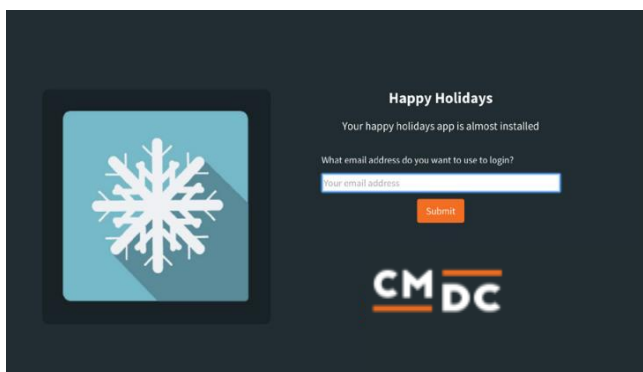 Happy Holidays
Your happy holidays app is almost installed
What email address do you want to use to login?
Your email address
Submit
CM
DC